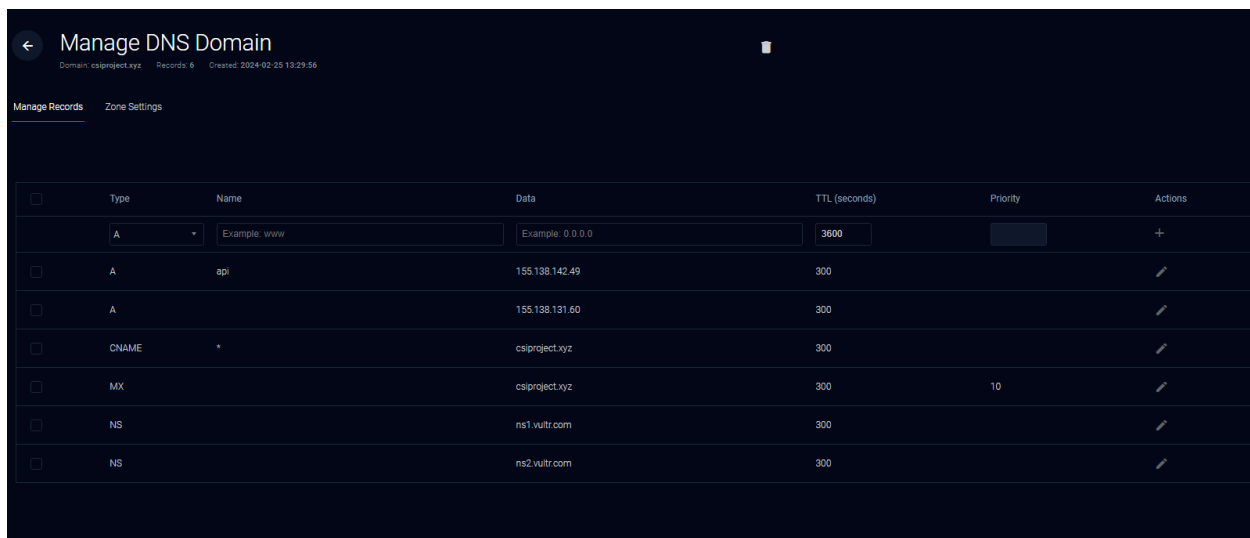 Manage DNS Domain
Domain: csiproject.xyz Records: 6 Created: 2024-02-25 13:29:56
Manage Records Zone Settings
Type Name Data TTL (seconds) Priority Actions
A Example: www Example: 0.0.0.0 3600 +
A api 155.138.142.49 300
A 155.138.131.60 300
CNAME * csiproject.xyz 300
MX csiproject.xyz 300 10
NS ns1.vultr.com 300
NS ns2.vultr.com 300